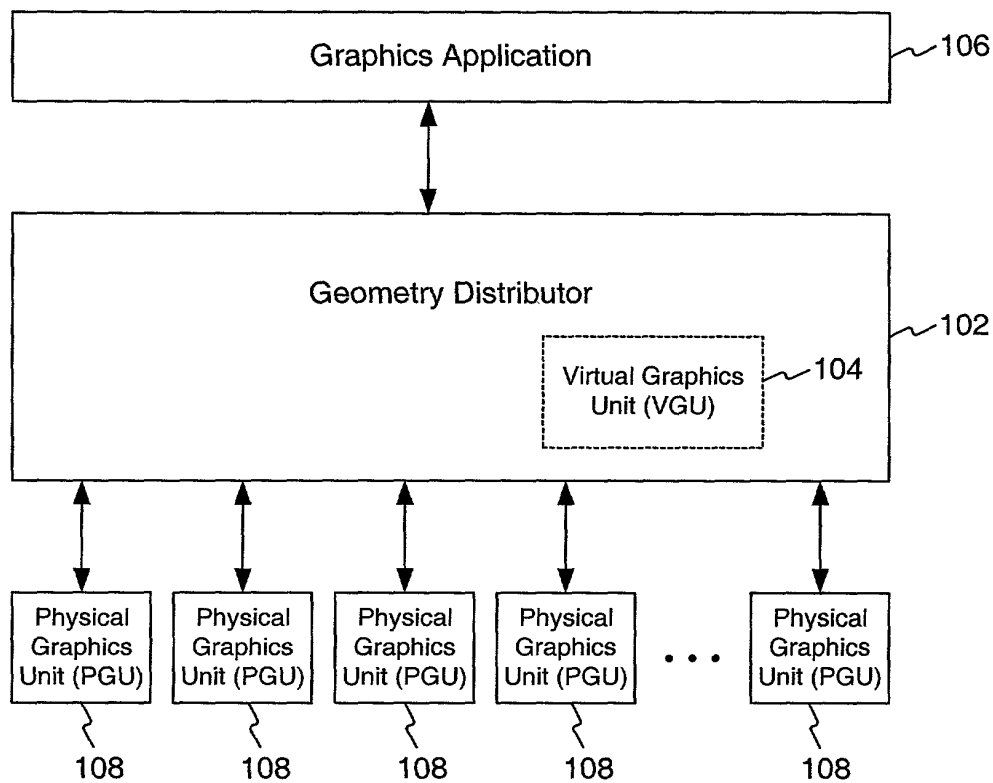 Graphics Application
106
Geometry Distributor
102
Virtual Graphics
Unit (VGU)
104
Physical
Graphics
Unit (PGU)
Physical
Graphics
Unit (PGU)
Physical
Graphics
Unit (PGU)
Physical
Graphics
Unit (PGU)
• • •
Physical
Graphics
Unit (PGU)
108
108
108
108
108